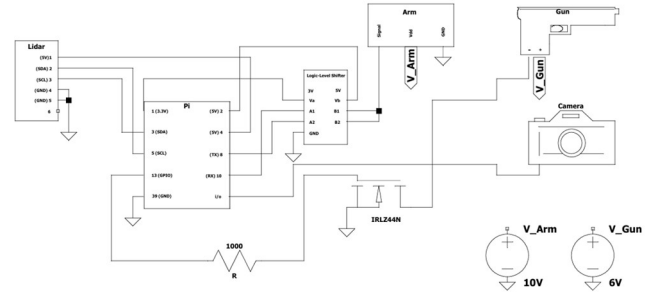 Lidar
(5V)1
(SDA) 2
(SCL) 3
(GND) 4
(GND) 5
6
Pi
1 (3.3V)
3 (SDA)
5 (SCL)
13 (GPIO)
39 (GND)
(5V) 2
(5V) 4
(TX) 8
(RX) 10
U+
Logic-Level Shifter
3V
5V
Va
Vb
A1
B1
A2
B2
GND
Arm
Signal
Vdd
GND
V_Arm
Gun
- +
V_Gun
Camera
IRLZ44N
1000
R
V_Arm
+
10V
V_Gun
+
6V